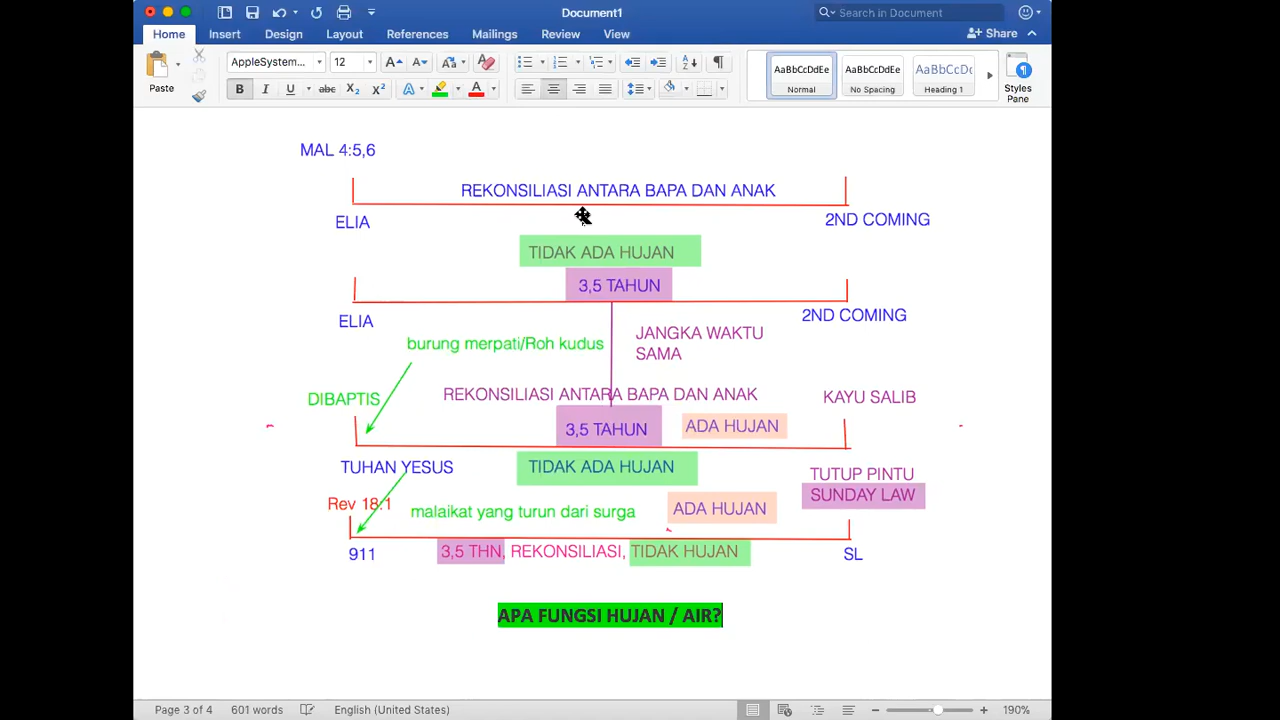 Document1
Search in Document
Home Insert Design Layout References Mailings Review View
Share
AppleSystem... 12
Paste
AaBbCcDdEe AaBbCcDdEe AaBbCcDc
Normal No Spacing Heading 1
Styles Pane
MAL 4:5,6
REKONSILIASI ANTARA BAPA DAN ANAK
ELIA 2ND COMING
TIDAK ADA HUJAN
3,5 TAHUN
ELIA 2ND COMING
burung merpati/Roh kudus
JANGKA WAKTU
SAMA
DIBAPTIS REKONSILIASI ANTARA BAPA DAN ANAK KAYU SALIB
3,5 TAHUN ADA HUJAN
TUHAN YESUS TIDAK ADA HUJAN
TUTUP PINTU
SUNDAY LAW
Rev 18:1 malaikat yang turun dari surga ADA HUJAN
911 3,5 THN, REKONSILIASI, TIDAK HUJAN SL
APA FUNGSI HUJAN / AIR?
Page 3 of 4 601 words English (United States) 190%